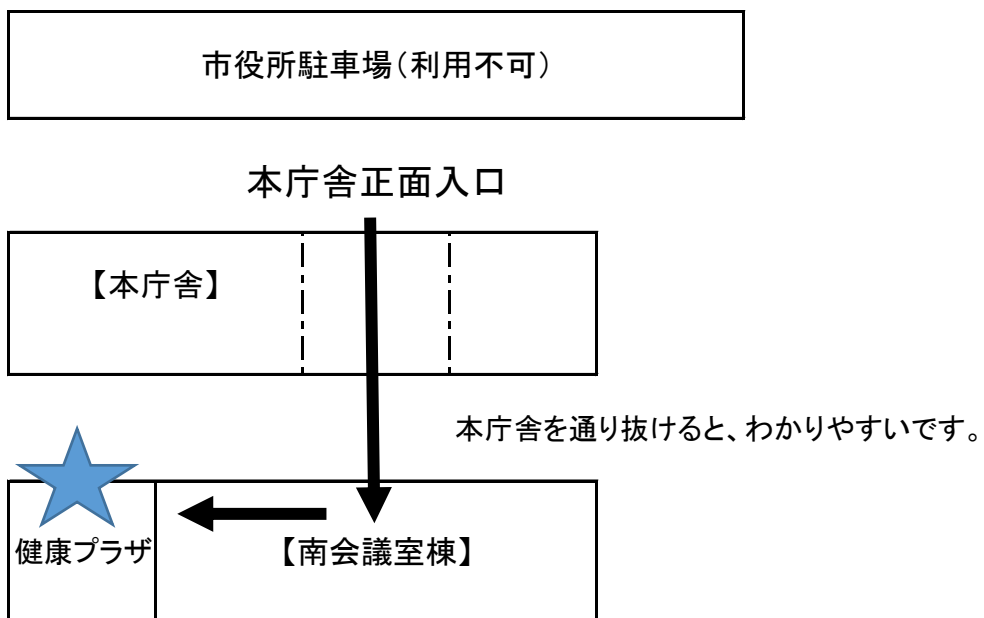 市役所駐車場（利用不可）
本庁舎正面入口
【本庁舎】
本庁舎を通り抜けると、わかりやすいです。
健康プラザ
【南会議室棟】